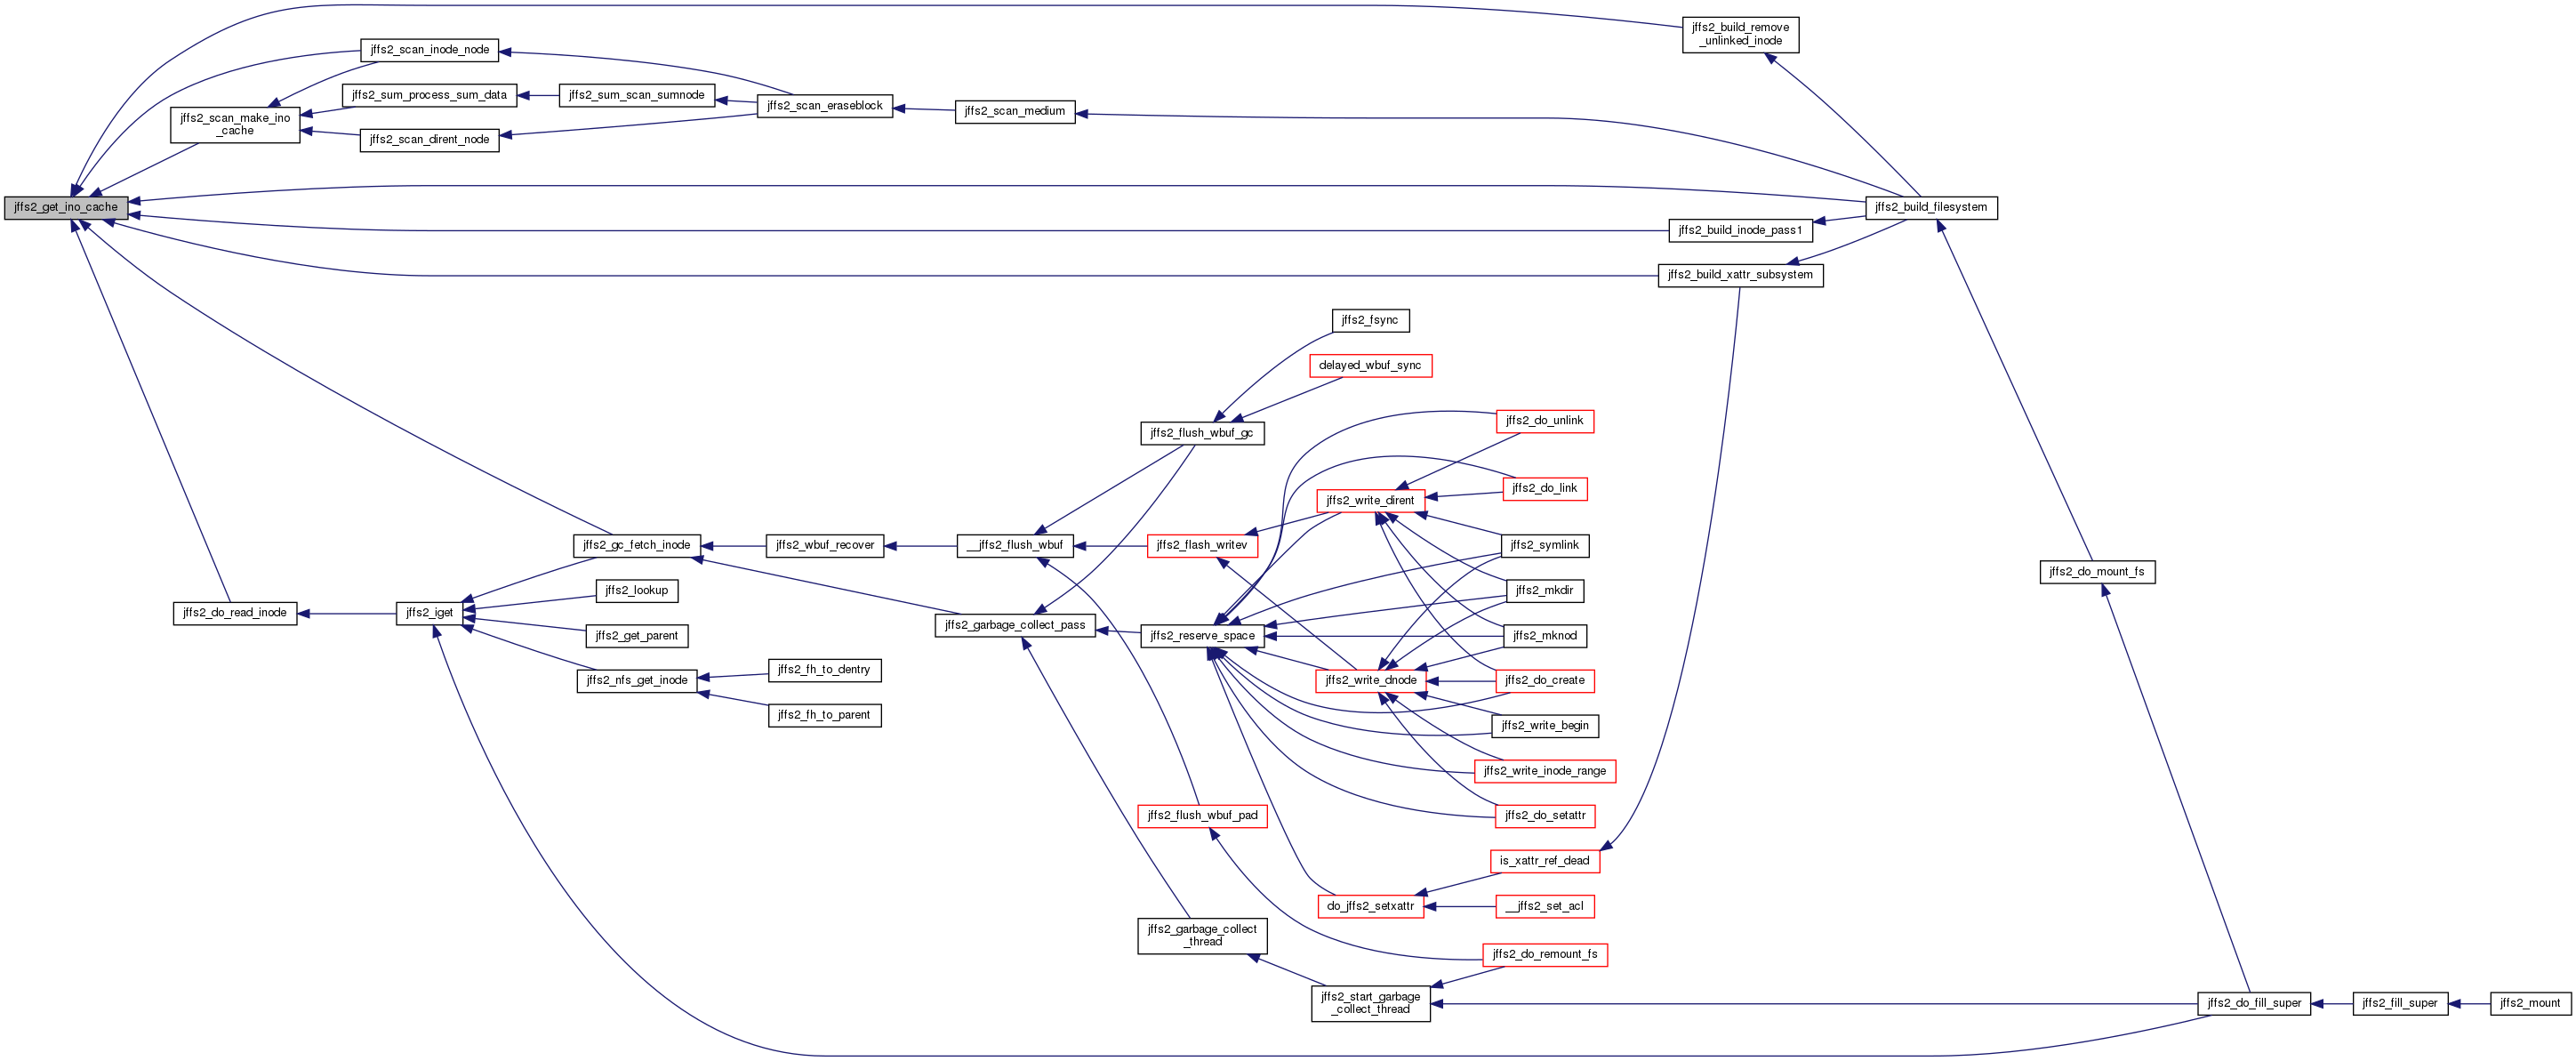 jffs2_build_remove
_unlinked_inode
jffs2_scan_inode_node
jffs2_sum_process_sum_data
jffs2_sum_scan_sumnode
jffs2_scan_eraseblock
jffs2_scan_medium
jffs2_scan_make_ino
_cache
jffs2_scan_dirent_node
jffs2_get_ino_cache
jffs2_build_filesystem
jffs2_build_inode_pass1
jffs2_build_xattr_subsystem
jffs2_fsync
delayed_wbuf_sync
jffs2_flush_wbuf_gc
jffs2_do_unlink
jffs2_write_dirent
jffs2_do_link
jffs2_gc_fetch_inode
jffs2_wbuf_recover
__jffs2_flush_wbuf
jffs2_flash_writev
jffs2_symlink
jffs2_do_mount_fs
jffs2_lookup
jffs2_mkdir
jffs2_do_read_inode
jffs2_iget
jffs2_get_parent
jffs2_garbage_collect_pass
jffs2_reserve_space
jffs2_mknod
jffs2_nfs_get_inode
jffs2_fh_to_dentry
jffs2_write_dnode
jffs2_do_create
jffs2_fh_to_parent
jffs2_write_begin
jffs2_write_inode_range
jffs2_flush_wbuf_pad
jffs2_do_setattr
is_xattr_ref_dead
do_jffs2_setxattr
__jffs2_set_acl
jffs2_garbage_collect
_thread
jffs2_do_remount_fs
jffs2_start_garbage
_collect_thread
jffs2_do_fill_super
jffs2_fill_super
jffs2_mount